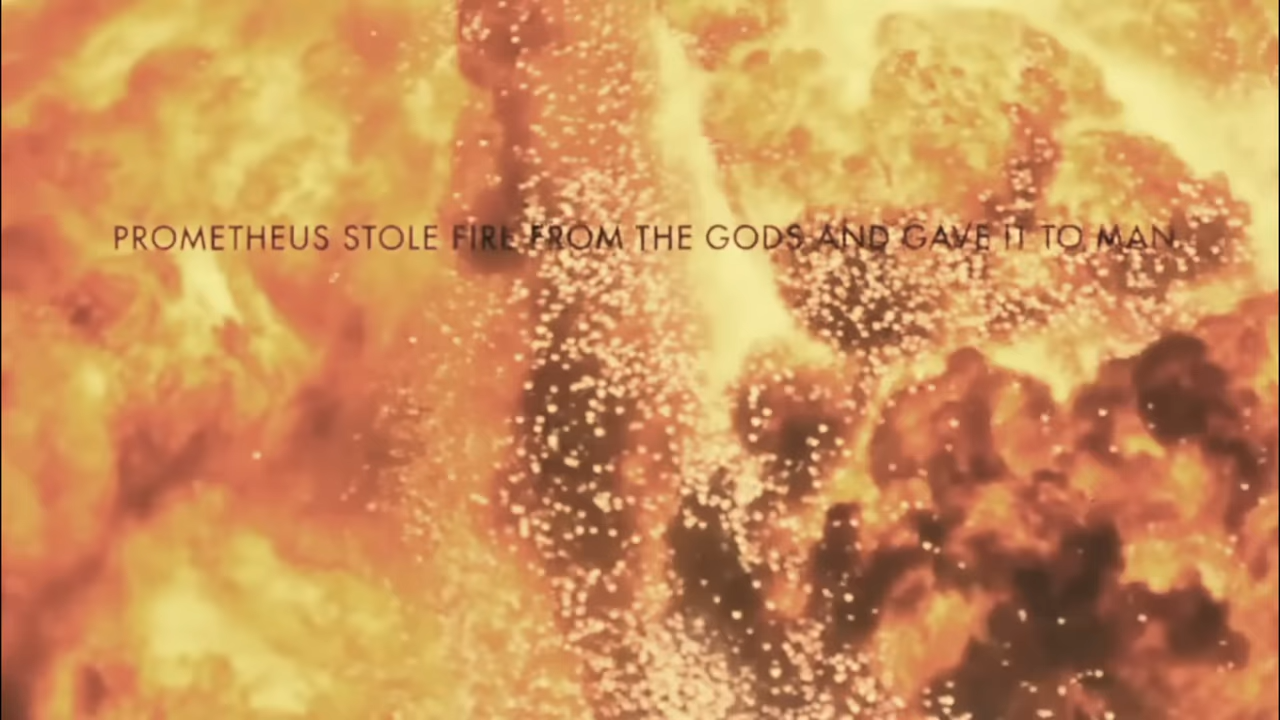 PROMETHEUS STOLE FIRE FROM THE GODS AND GAVE IT TO MAN.